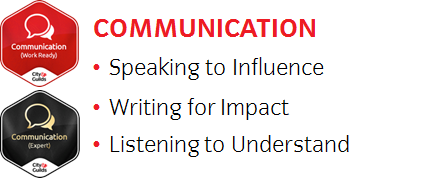 Communication
(Work Ready)
City&
Guilds
Communication
(Expert)
City&
Guilds
COMMUNICATION
• Speaking to Influence
• Writing for Impact
• Listening to Understand